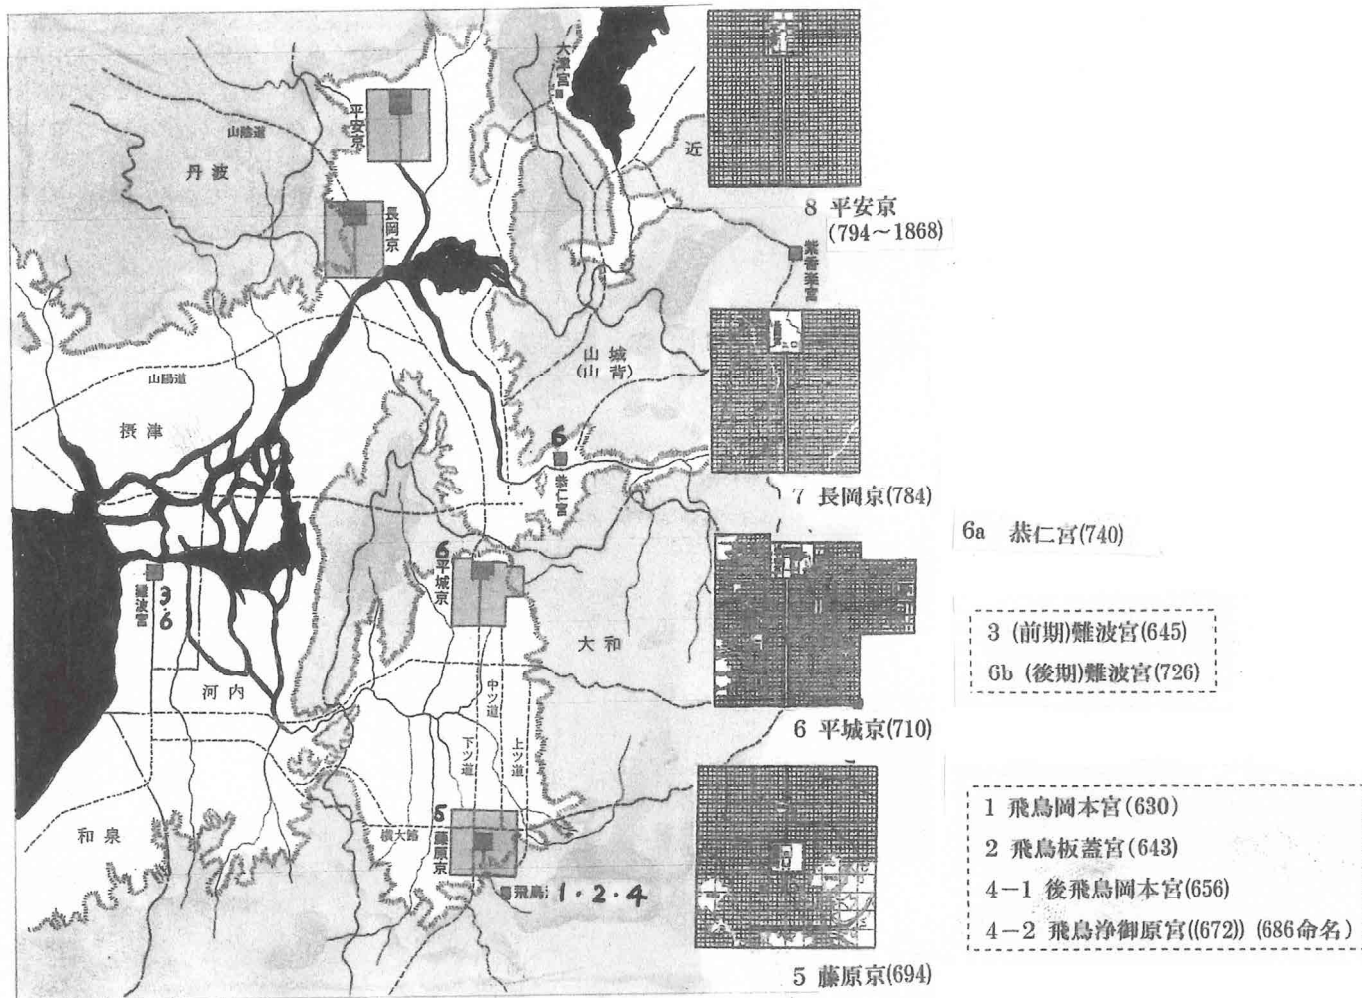 大津宮
近
平安京
山陰道
丹波
8 平安京
(794～1868)
長岡京
紫香楽宮
山城
(山背)
山陽道
摂津
6
恭仁宮
7 長岡京(784)
6a 恭仁宮(740)
6
平城京
難波宮
3・6
大和
3 (前期)難波宮(645)
6b (後期)難波宮(726)
河内
中ツ道
下ツ道
上ツ道
6 平城京(710)
和泉
横大路
5
藤原京
飛鳥
1・2・4
1 飛鳥岡本宮(630)
2 飛鳥板蓋宮(643)
4-1 後飛鳥岡本宮(656)
4-2 飛鳥浄御原宮((672)) (686命名)
5 藤原京(694)